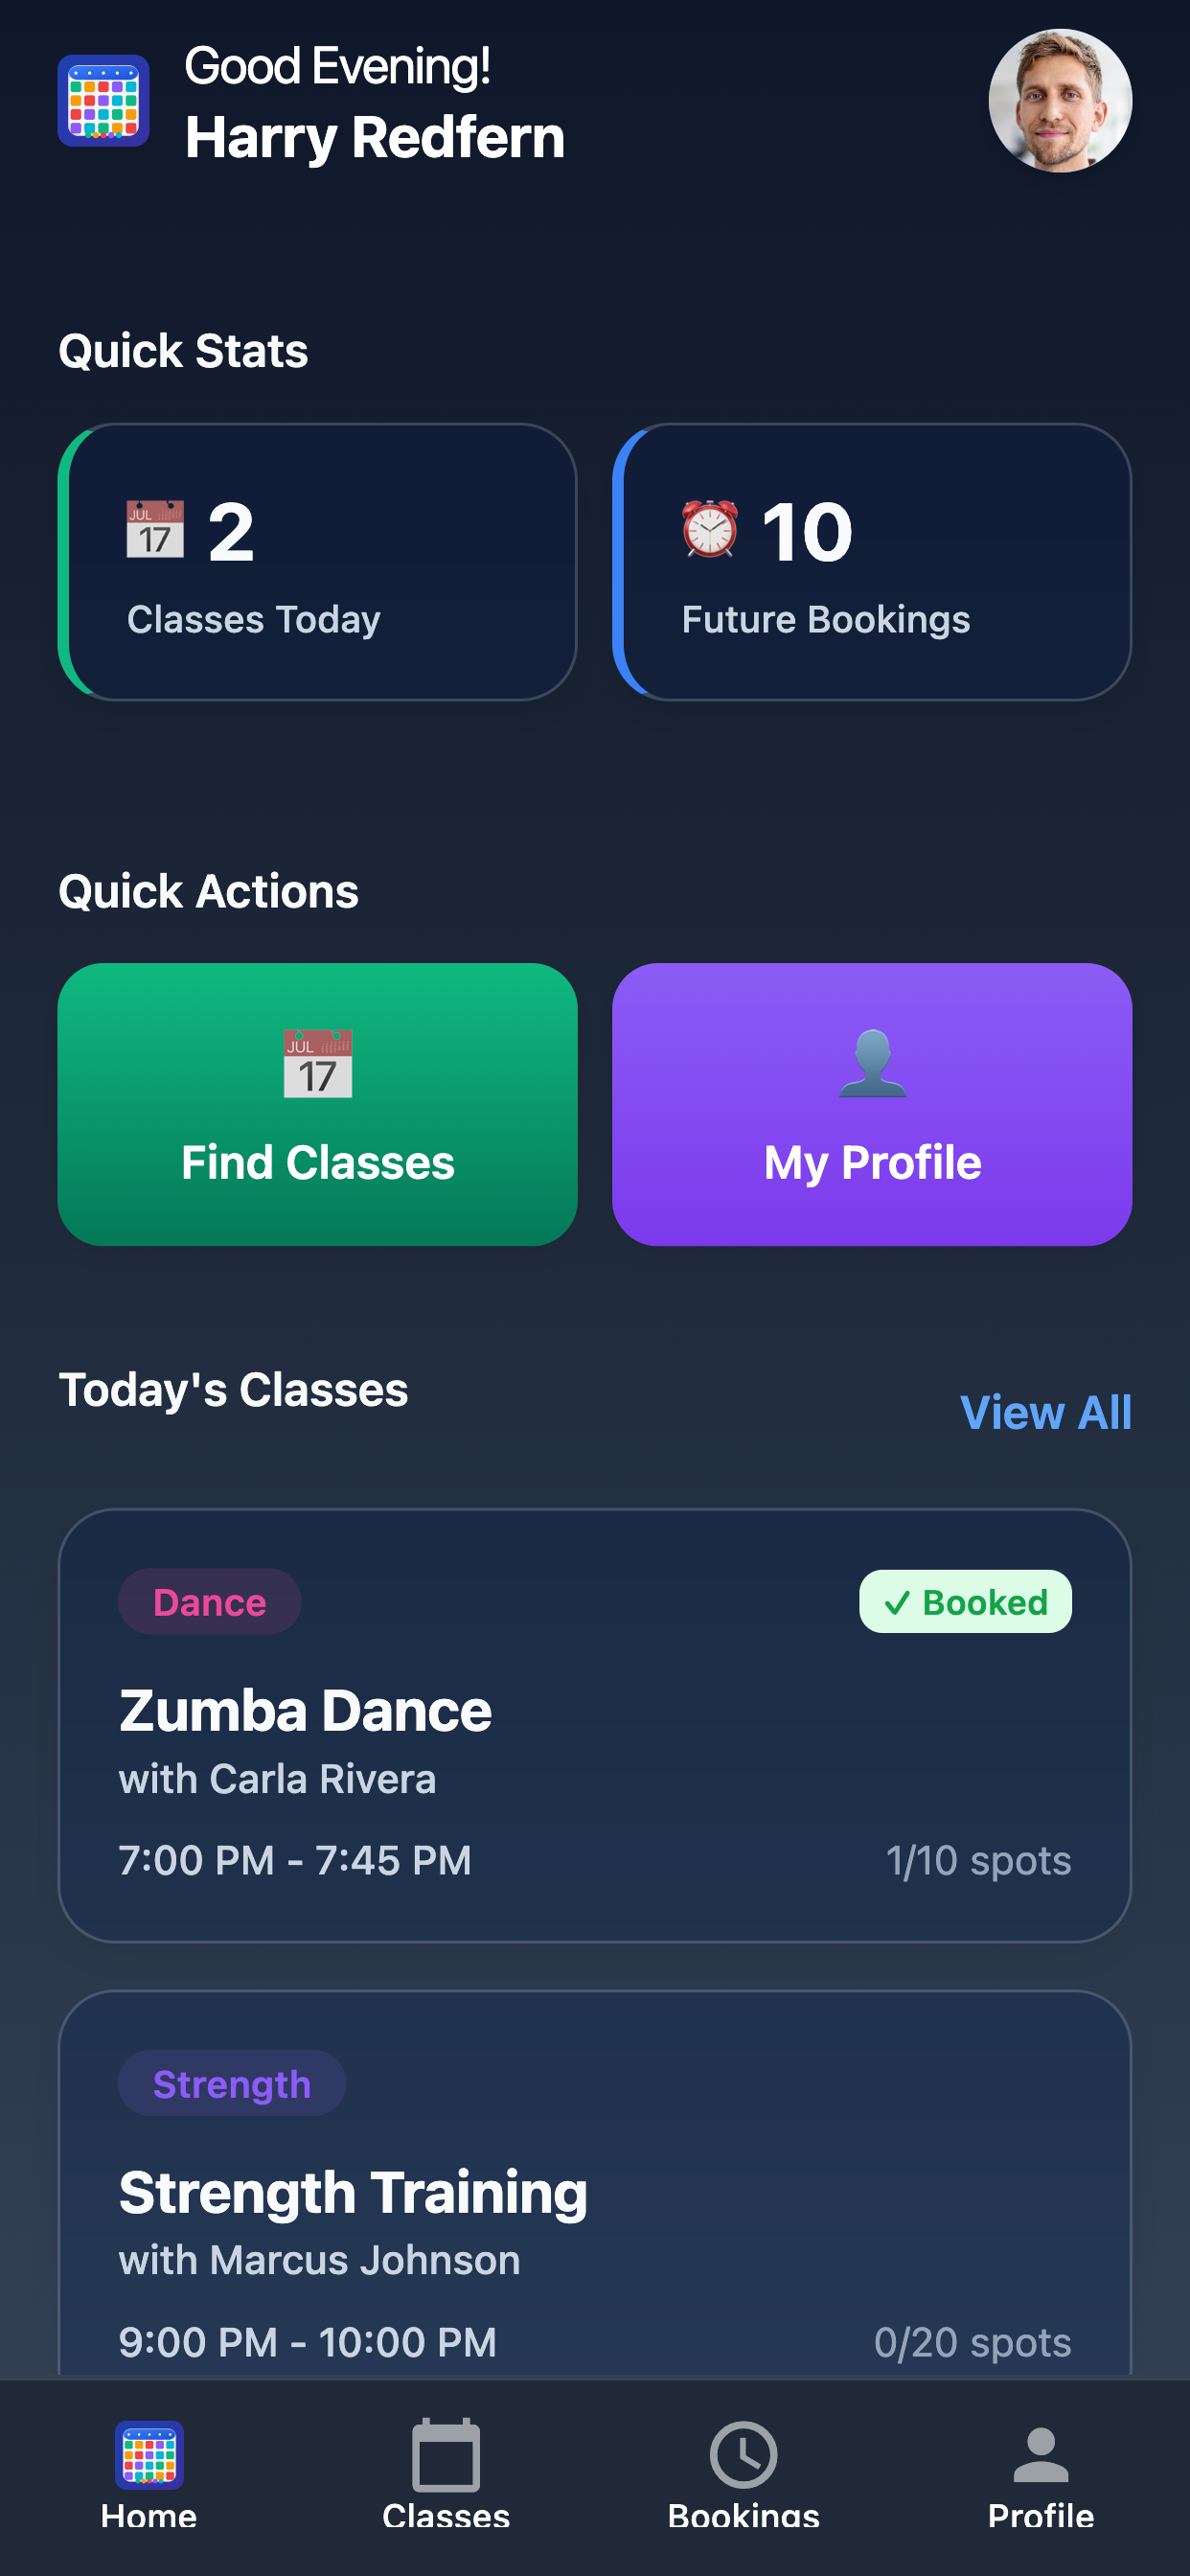 Good Evening!
Harry Redfern
Quick Stats
JUL
17
2
Classes Today
10
Future Bookings
Quick Actions
JUL
17
Find Classes
My Profile
Today's Classes
View All
Dance
✓ Booked
Zumba Dance
with Carla Rivera
7:00 PM - 7:45 PM
1/10 spots
Strength
Strength Training
with Marcus Johnson
9:00 PM - 10:00 PM
0/20 spots
Home
Classes
Bookings
Profile